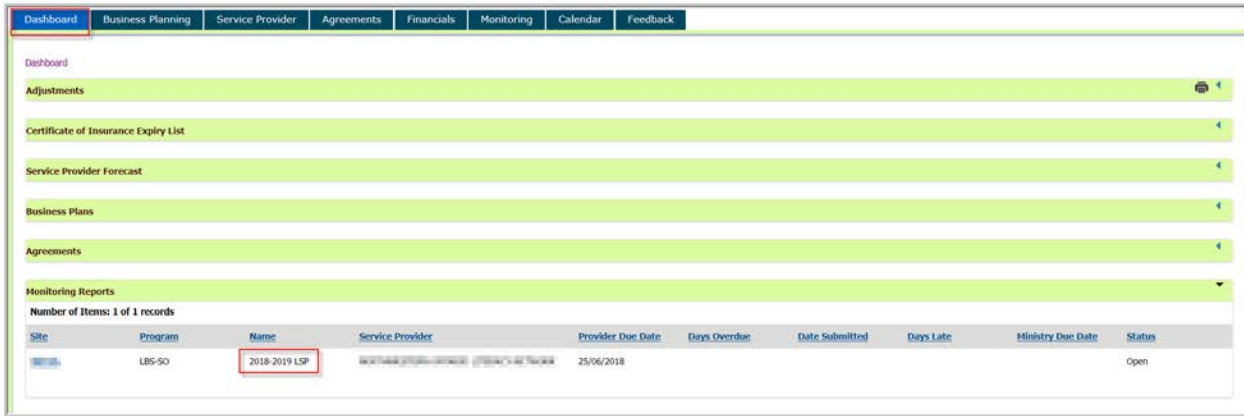 Dashboard Business Planning Service Provider Agreements Financials Monitoring Calendar Feedback
Dashboard
Adjustments
Certificate of Insurance Expiry List
Service Provider Forecast
Business Plans
Agreements
Monitoring Reports
Number of Items: 1 of 1 records
Site Program Name Service Provider Provider Due Date Days Overdue Date Submitted Days Late Ministry Due Date Status
LBS-SO 2018-2019 LSP 25/06/2018 Open